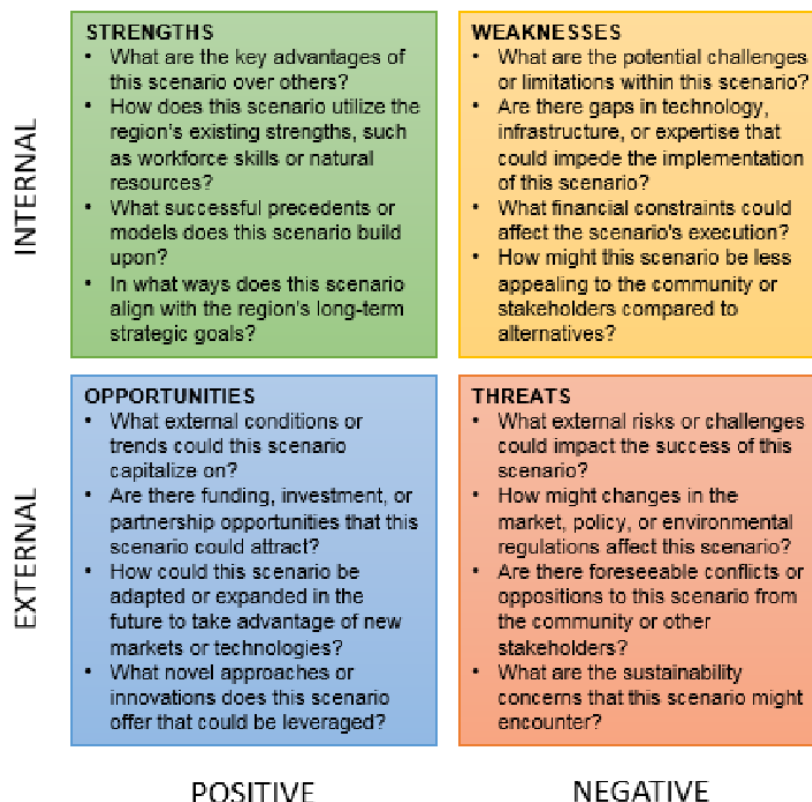 INTERNAL
STRENGTHS
• What are the key advantages of
this scenario over others?
• How does this scenario utilize the
region's existing strengths, such
as workforce skills or natural
resources?
• What successful precedents or
models does this scenario build
upon?
• In what ways does this scenario
align with the region's long-term
strategic goals?
WEAKNESSES
• What are the potential challenges
or limitations within this scenario?
• Are there gaps in technology,
infrastructure, or expertise that
could impede the implementation
of this scenario?
• What financial constraints could
affect the scenario's execution?
• How might this scenario be less
appealing to the community or
stakeholders compared to
alternatives?
EXTERNAL
OPPORTUNITIES
• What external conditions or
trends could this scenario
capitalize on?
• Are there funding, investment, or
partnership opportunities that this
scenario could attract?
• How could this scenario be
adapted or expanded in the
future to take advantage of new
markets or technologies?
• What novel approaches or
innovations does this scenario
offer that could be leveraged?
THREATS
• What external risks or challenges
could impact the success of this
scenario?
• How might changes in the
market, policy, or environmental
regulations affect this scenario?
• Are there foreseeable conflicts or
oppositions to this scenario from
the community or other
stakeholders?
• What are the sustainability
concerns that this scenario might
encounter?
POSITIVE
NEGATIVE